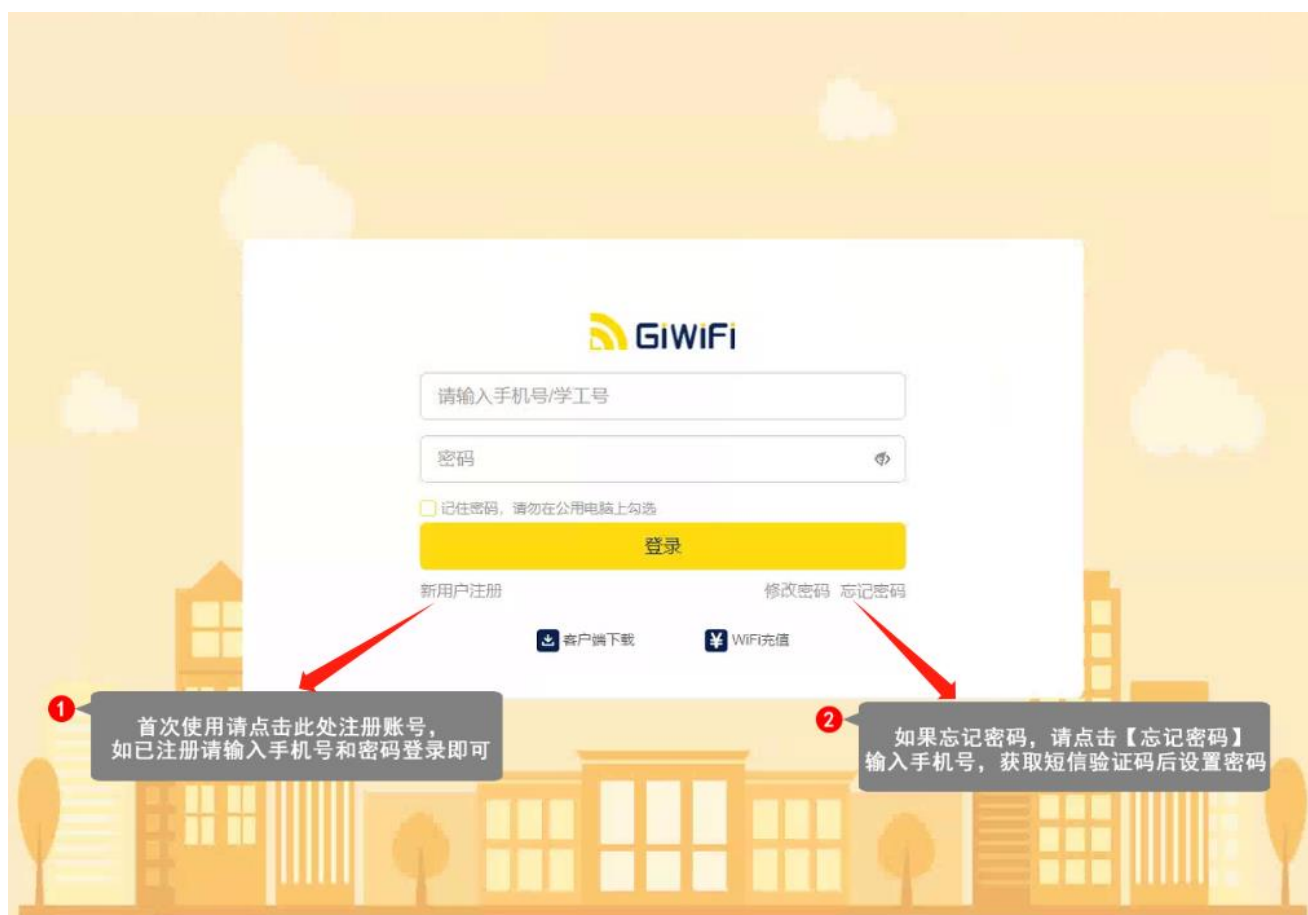 GiWiFi
请输入手机号/学工号
密码
记住密码，请勿在公用电脑上勾选
登录
新用户注册 修改密码 忘记密码
客户端下载 ¥ WiFi充值
1 首次使用请点击此处注册账号，
如已注册请输入手机号和密码登录即可
2 如果忘记密码，请点击【忘记密码】
输入手机号，获取短信验证码后设置密码